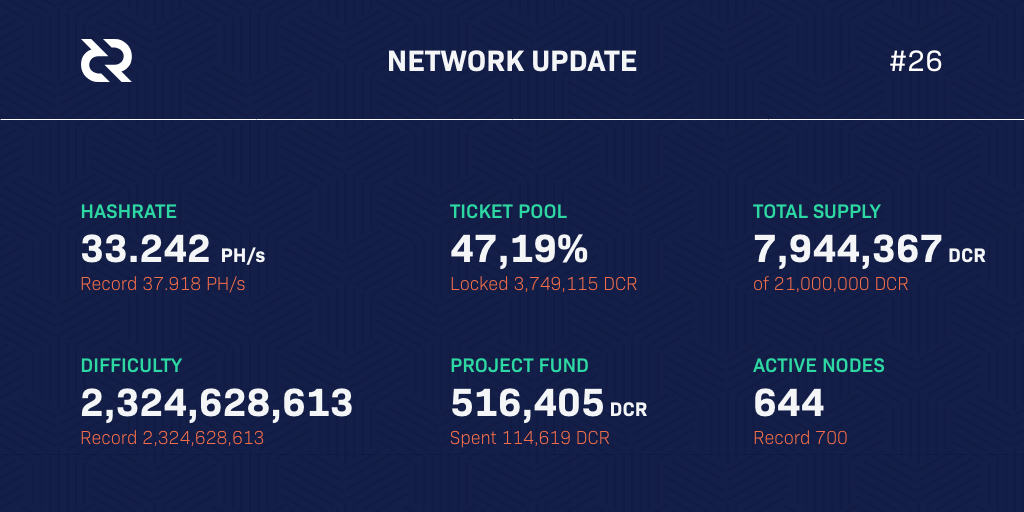 NETWORK UPDATE
#26
HASHRATE
33.242 PH/s
Record 37.918 PH/s
TICKET POOL
47,19%
Locked 3,749,115 DCR
TOTAL SUPPLY
7,944,367 DCR
of 21,000,000 DCR
DIFFICULTY
2,324,628,613
Record 2,324,628,613
PROJECT FUND
516,405 DCR
Spent 114,619 DCR
ACTIVE NODES
644
Record 700